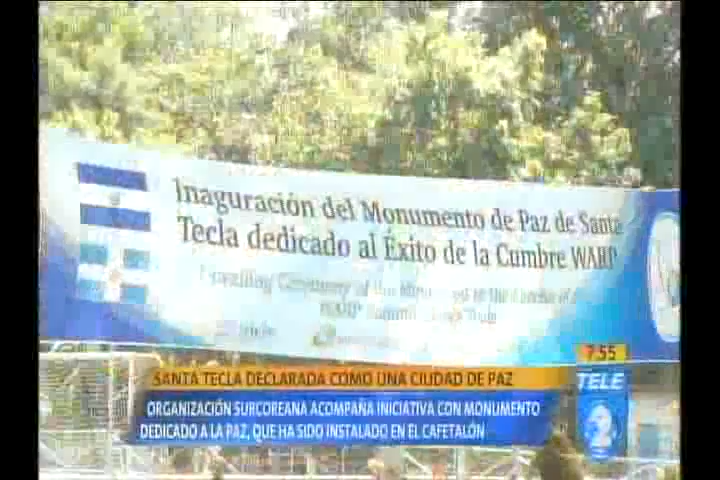 Inaguración del Monumento de Paz de Santa
Tecla dedicado al Éxito de la Cumbre WARP
7.55
SANTA TECLA DECLARADA COMO UNA CIUDAD DE PAZ
TELE
2
ORGANIZACIÓN SURCOREANA ACOMPAÑA INICIATIVA CON MONUMENTO
DEDICADO A LA PAZ, QUE HA SIDO INSTALADO EN EL CAFETALÓN